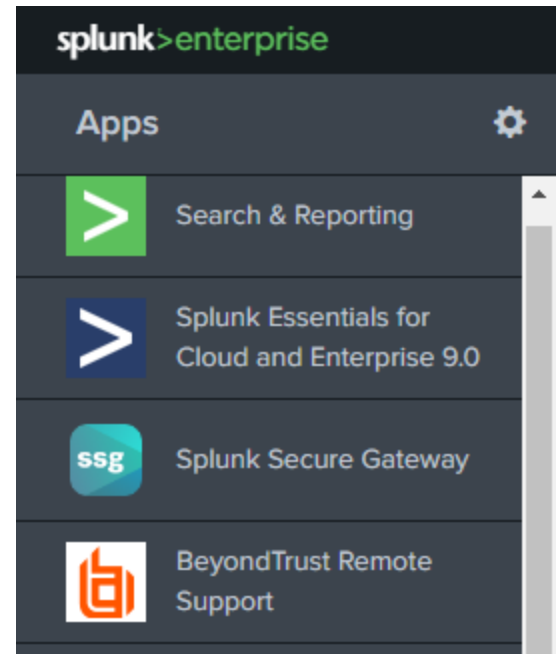 splunk>enterprise
Apps
Search & Reporting
Splunk Essentials for
Cloud and Enterprise 9.0
ssg
Splunk Secure Gateway
BeyondTrust Remote
Support